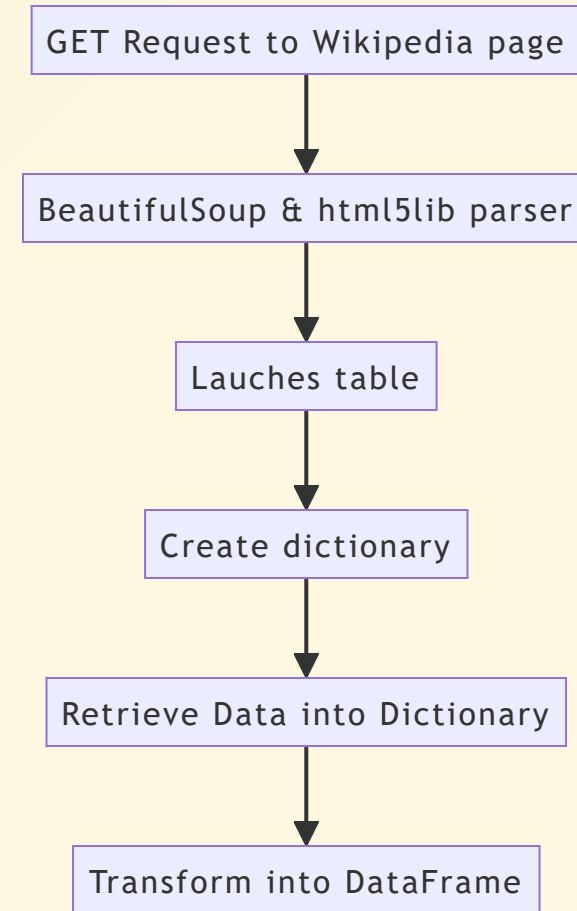 GET Request to Wikipedia page
BeautifulSoup & html5lib parser
Lauches table
Create dictionary
Retrieve Data into Dictionary
Transform into DataFrame